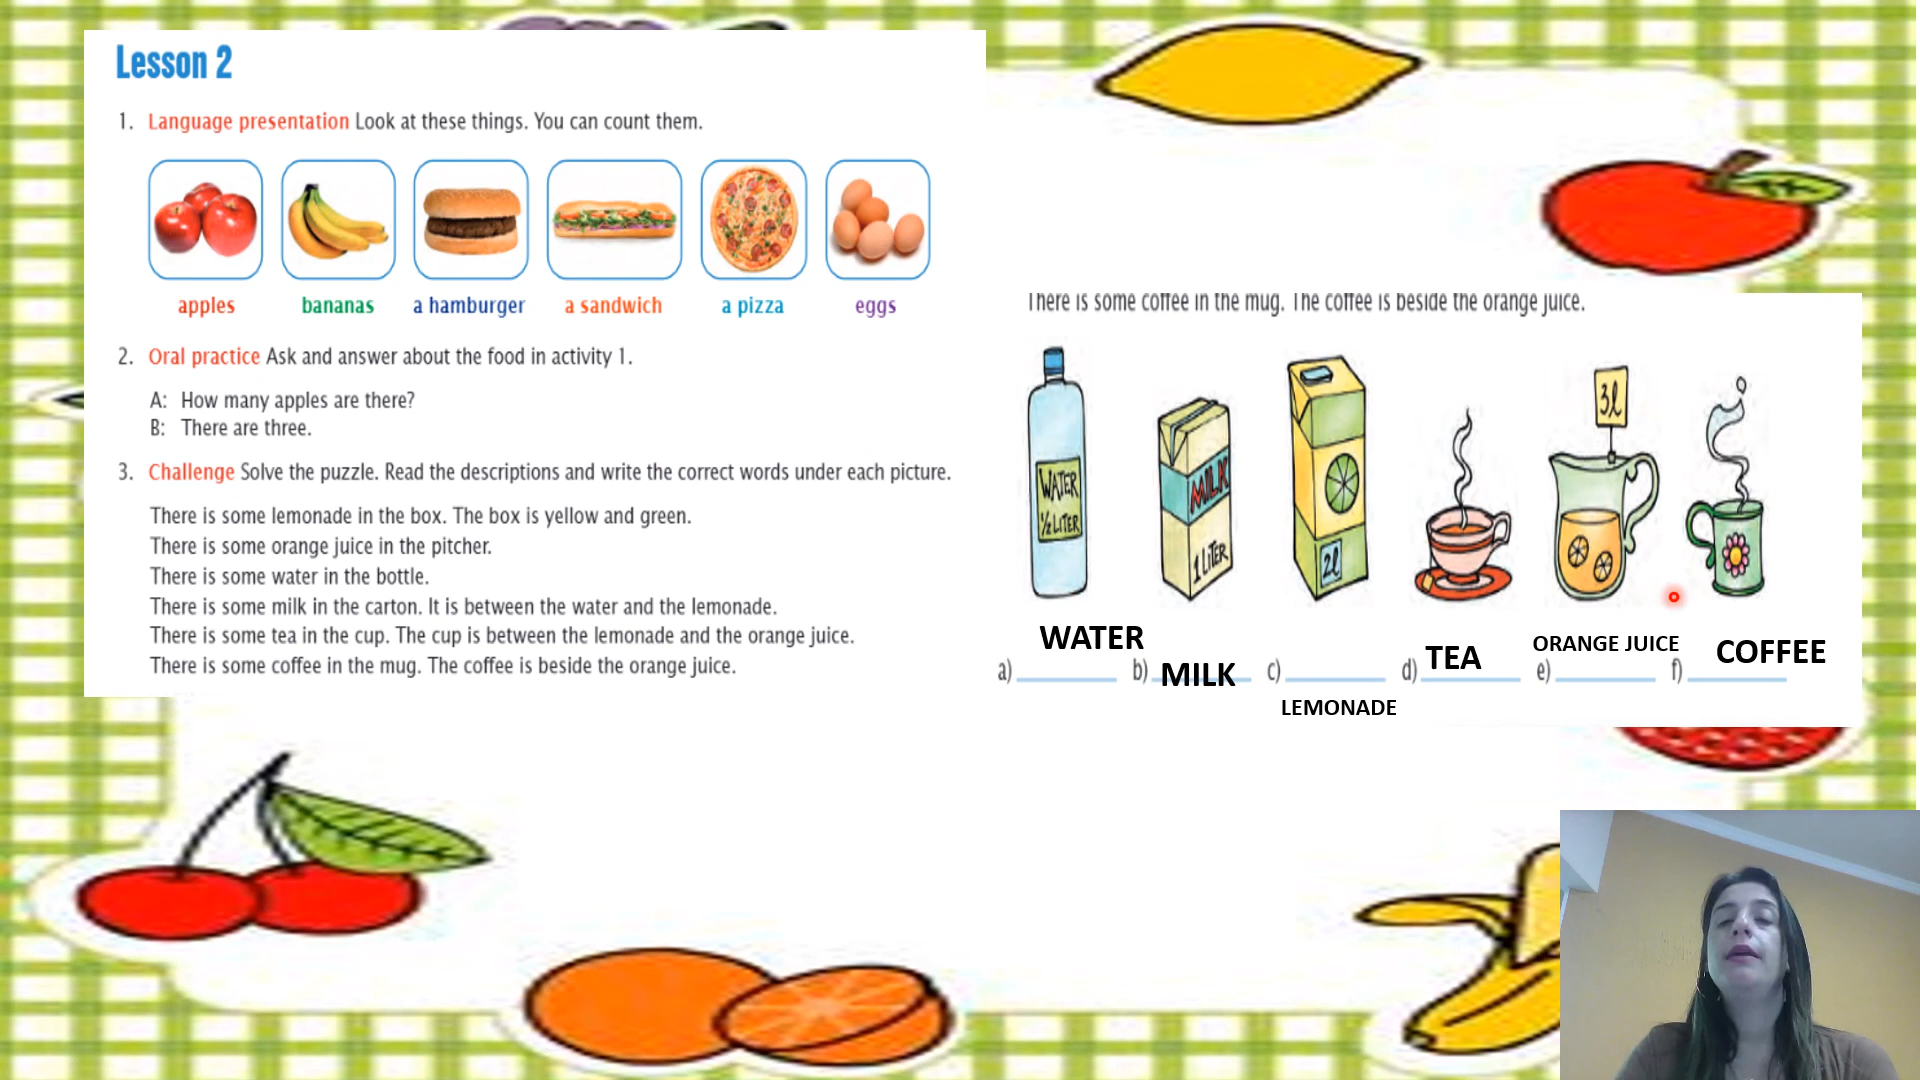 Lesson 2
1. Language presentation Look at these things. You can count them.
apples bananas a hamburger a sandwich a pizza eggs
2. Oral practice Ask and answer about the food in activity 1.
A: How many apples are there?
B: There are three.
3. Challenge Solve the puzzle. Read the descriptions and write the correct words under each picture.
There is some lemonade in the box. The box is yellow and green.
There is some orange juice in the pitcher.
There is some water in the bottle.
There is some milk in the carton. It is between the water and the lemonade.
There is some tea in the cup. The cup is between the lemonade and the orange juice.
There is some coffee in the mug. The coffee is beside the orange juice.
There is some coffee in the mug. The coffee is beside the orange juice.
WATER
1/2 LITER
MILK
1 LITER
2l
3l
a) WATER
b) MILK
c) LEMONADE
d) TEA
e) ORANGE JUICE
f) COFFEE